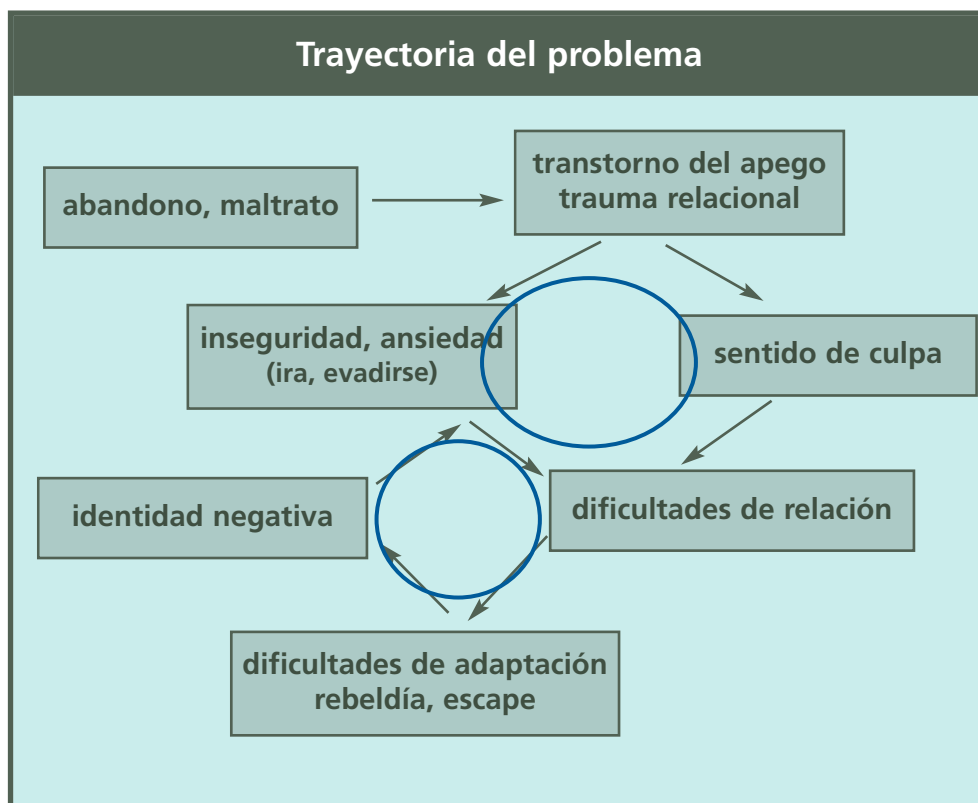 Trayectoria del problema
transtorno del apego
trauma relacional
abandono, maltrato
inseguridad, ansiedad
(ira, evadirse)
sentido de culpa
identidad negativa
dificultades de relación
dificultades de adaptación
rebeldía, escape